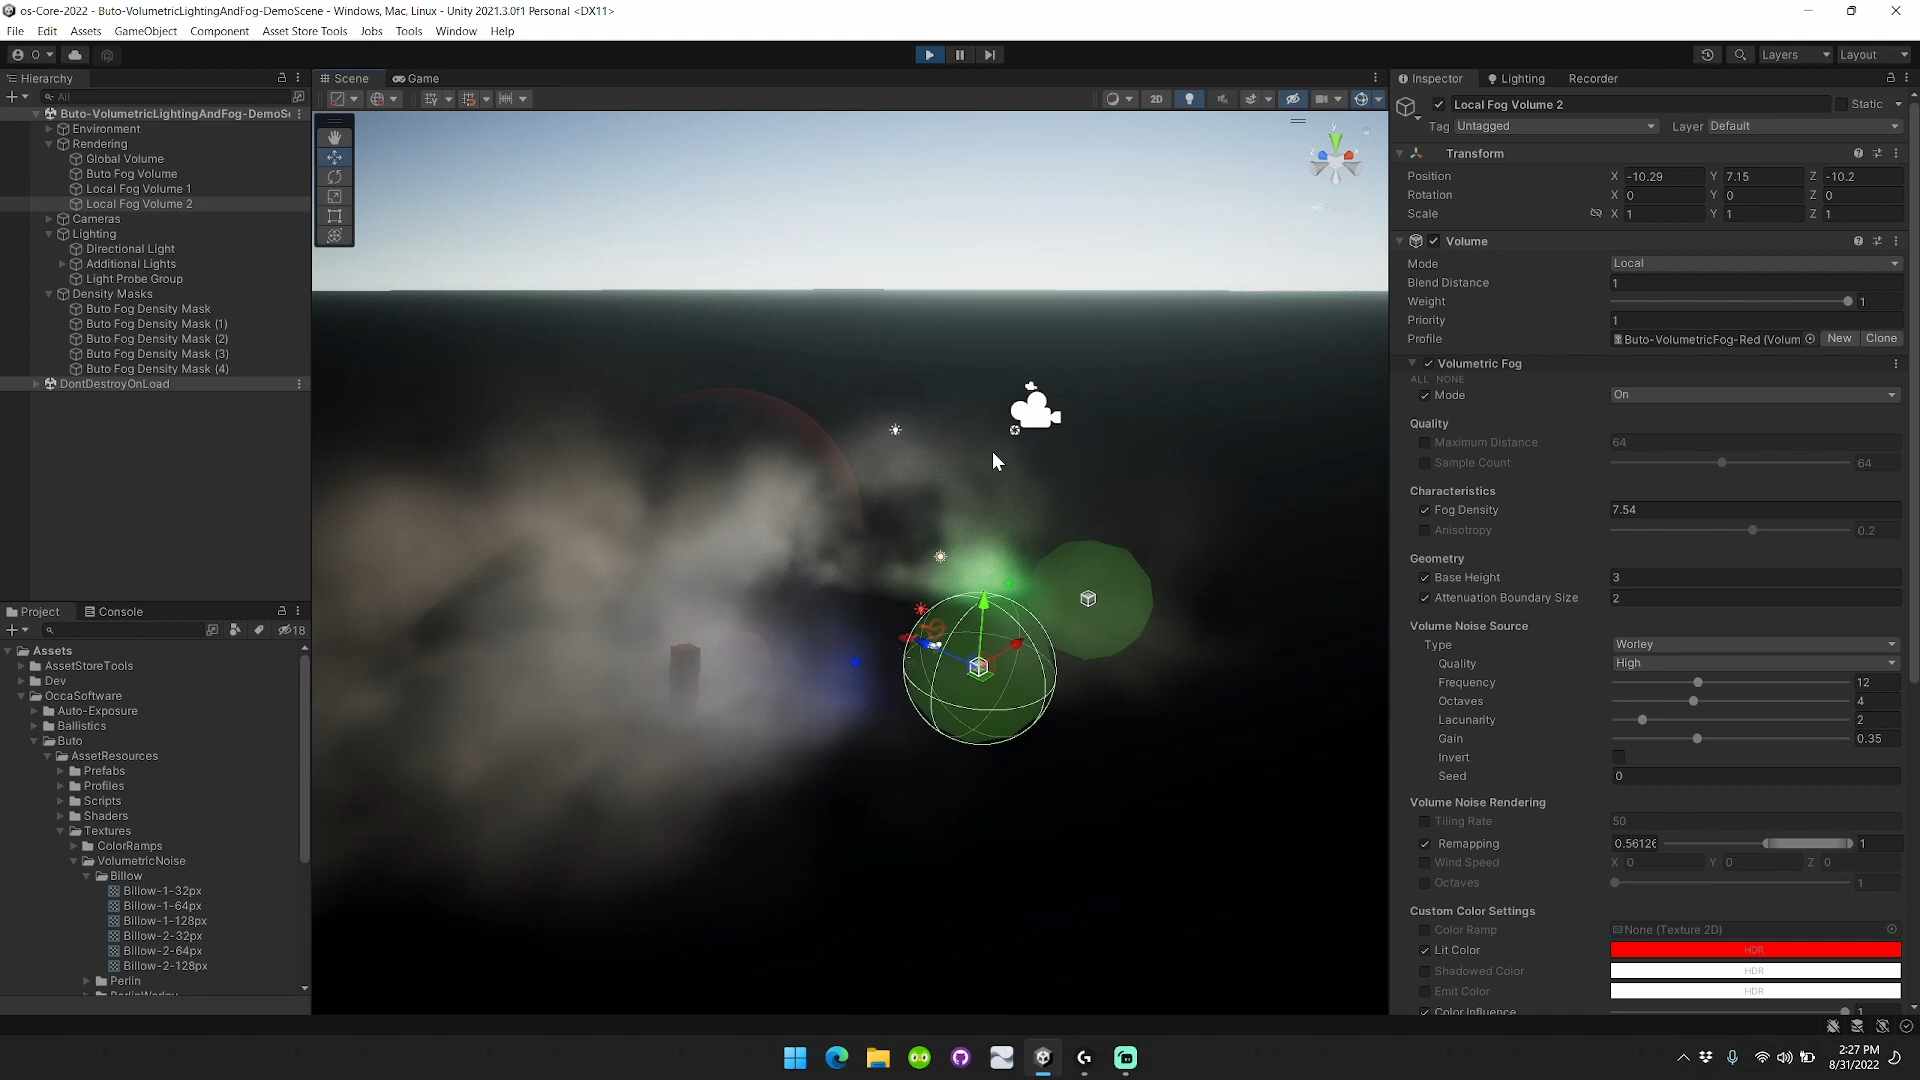 os-Core-2022 - Buto-VolumetricLightingAndFog-DemoScene - Windows, Mac, Linux - Unity 2021.3.0f1 Personal <DX11>
File Edit Assets GameObject Component Asset Store Tools Jobs Tools Window Help
O Layers Layout
Hierarchy
All
Buto-VolumetricLightingAndFog-DemoS
Environment
Rendering
Global Volume
Buto Fog Volume
Local Fog Volume 1
Local Fog Volume 2
Cameras
Lighting
Directional Light
Additional Lights
Light Probe Group
Density Masks
Buto Fog Density Mask
Buto Fog Density Mask (1)
Buto Fog Density Mask (2)
Buto Fog Density Mask (3)
Buto Fog Density Mask (4)
DontDestroyOnLoad
Project Console
18
Assets
AssetStoreTools
Dev
OccaSoftware
Auto-Exposure
Ballistics
Buto
AssetResources
Prefabs
Profiles
Scripts
Shaders
Textures
ColorRamps
VolumetricNoise
Billow
Billow-1-32px
Billow-1-64px
Billow-1-128px
Billow-2-32px
Billow-2-64px
Billow-2-128px
Perlin
PerlinWorley
Scene Game
2D
y
z x
Inspector Lighting Recorder
Local Fog Volume 2 Static
Tag Untagged Layer Default
Transform
Position X -10.29 Y 7.15 Z -10.2
Rotation X 0 Y 0 Z 0
Scale X 1 Y 1 Z 1
Volume
Mode Local
Blend Distance 1
Weight 1
Priority 1
Profile Buto-VolumetricFog-Red (Volum New Clone
Volumetric Fog
ALL NONE
Mode On
Quality
Maximum Distance 64
Sample Count 64
Characteristics
Fog Density 7.54
Anisotropy 0.2
Geometry
Base Height 3
Attenuation Boundary Size 2
Volume Noise Source
Type Worley
Quality High
Frequency 12
Octaves 4
Lacunarity 2
Gain 0.35
Invert
Seed 0
Volume Noise Rendering
Tiling Rate 50
Remapping 0.5612 1
Wind Speed X 0 Y 0 Z 0
Octaves 1
Custom Color Settings
Color Ramp None (Texture 2D)
Lit Color HDR
Shadowed Color HDR
Emit Color HDR
Color Influence 1
2:27 PM
8/31/2022